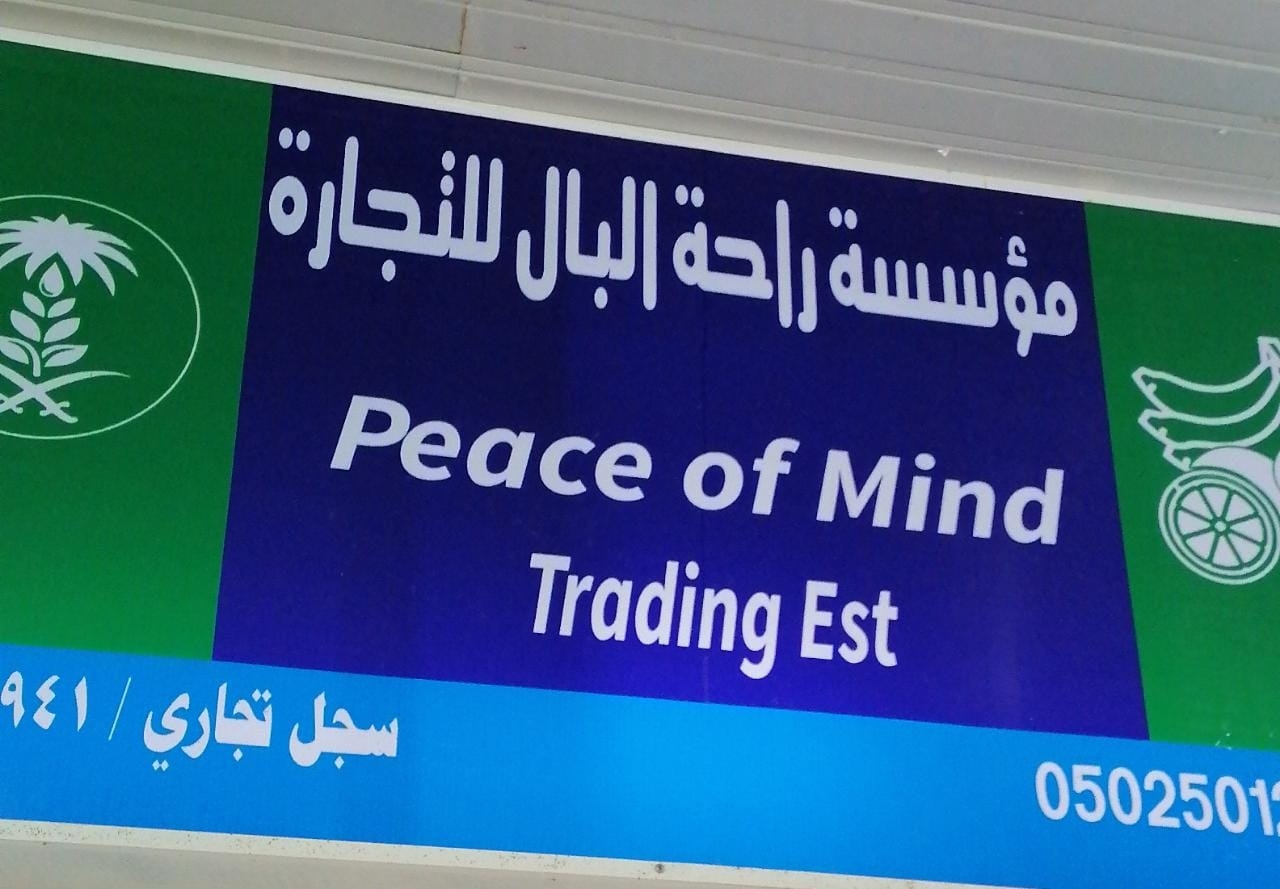 مؤسسة راحة البال للتجارة
Peace of Mind
Trading Est
سجل تجاري / ٩٤١
05025012